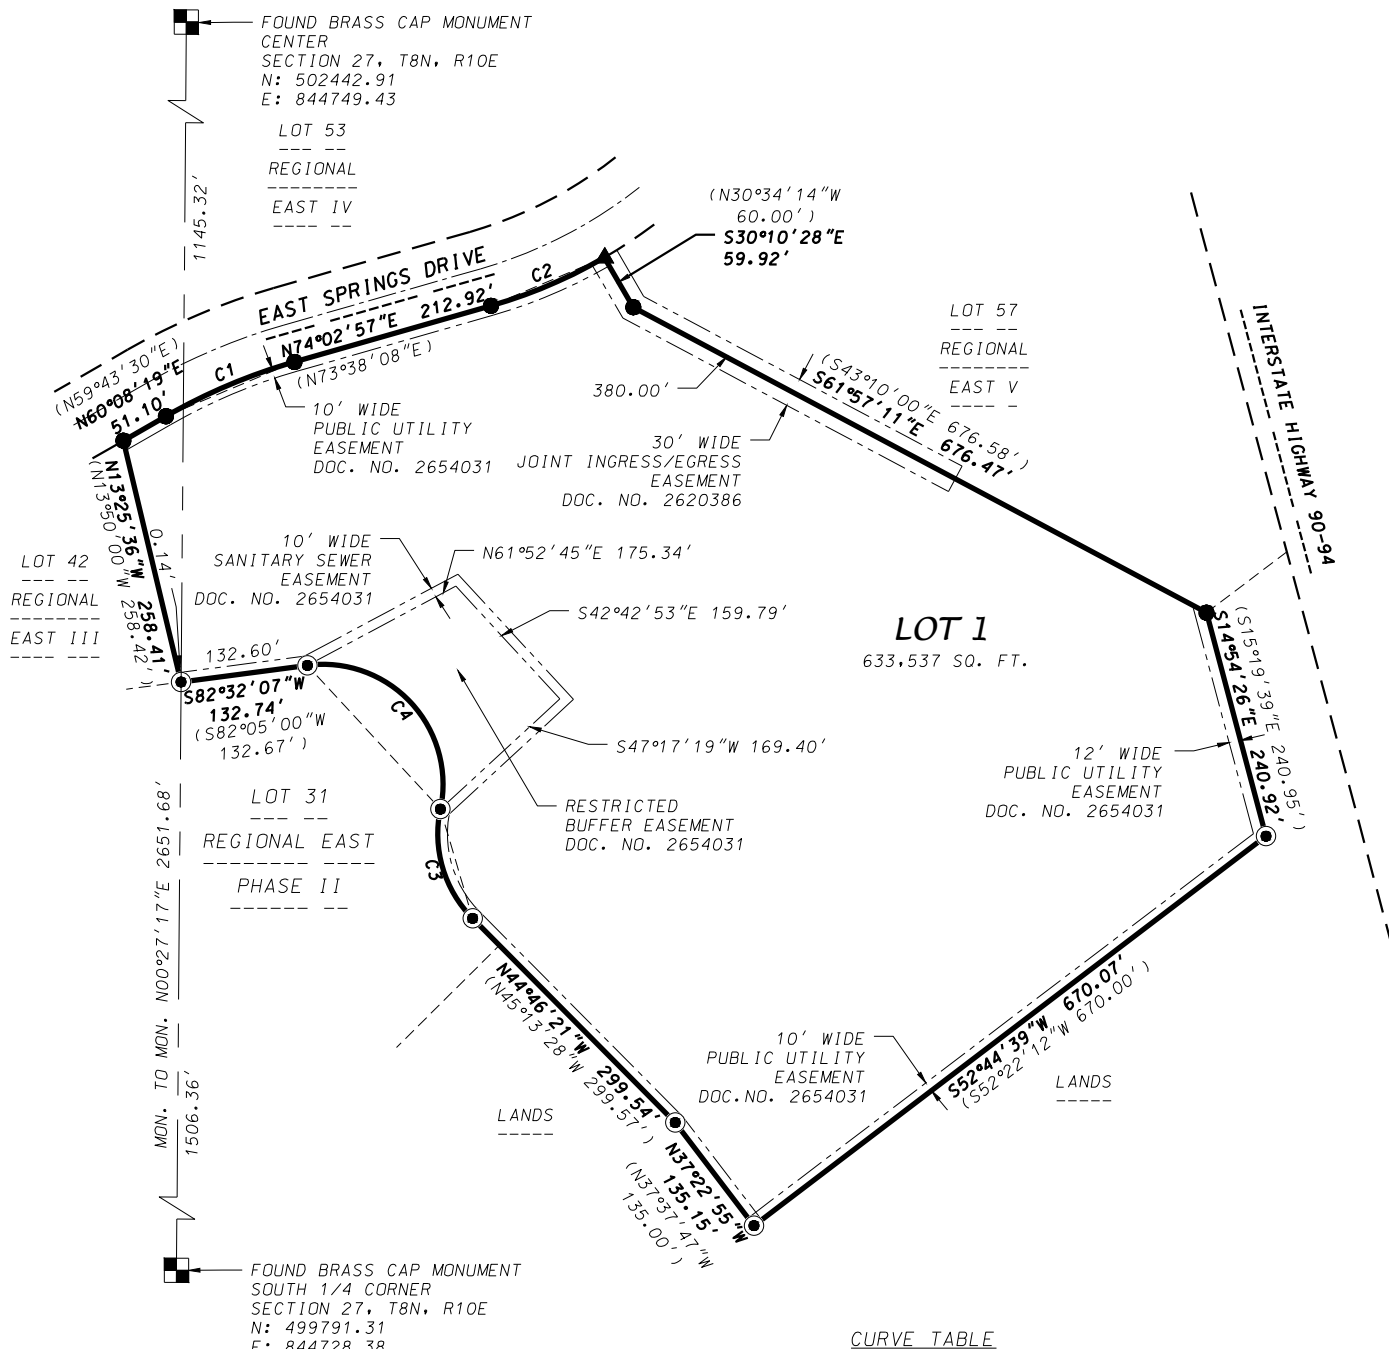 FOUND BRASS CAP MONUMENT
CENTER
SECTION 27, T8N, R10E
N: 502442.91
E: 844749.43
LOT 53
--- --
REGIONAL
--------
EAST IV
---- --
1145.32'
(N30°34'14"W
60.00')
S30°10'28"E
59.92'
EAST SPRINGS DRIVE
C2
N74°02'57"E 212.92'
(N73°38'08"E)
C1
(N59°43'30"E)
N60°08'19"E
51.10'
10' WIDE
PUBLIC UTILITY
EASEMENT
DOC. NO. 2654031
LOT 57
--- --
REGIONAL
--------
EAST V
---- -
INTERSTATE HIGHWAY 90-94
380.00'
(S43°10'00"E 676.58')
S61°57'11"E 676.47'
30' WIDE
JOINT INGRESS/EGRESS
EASEMENT
DOC. NO. 2620386
N13°25'36"W 258.41'
(N13°50'00"W 258.42')
0.14'
LOT 42
--- --
REGIONAL
--------
EAST III
---- ---
10' WIDE
SANITARY SEWER
EASEMENT
DOC. NO. 2654031
N61°52'45"E 175.34'
S42°42'53"E 159.79'
LOT 1
633,537 SQ. FT.
132.60'
S82°32'07"W
132.74'
(S82°05'00"W
132.67')
C4
S47°17'19"W 169.40'
S14°54'26"E 240.92'
(S15°19'39"E 240.95')
12' WIDE
PUBLIC UTILITY
EASEMENT
DOC. NO. 2654031
LOT 31
--- --
REGIONAL EAST
-------- ----
PHASE II
------ --
RESTRICTED
BUFFER EASEMENT
DOC. NO. 2654031
C3
MON. TO MON. N00°27'17"E 2651.68'
1506.36'
N44°46'21"W 299.54'
(N45°13'28"W 299.57')
10' WIDE
PUBLIC UTILITY
EASEMENT
DOC.NO. 2654031
S52°44'39"W 670.07'
(S52°22'12"W 670.00')
LANDS
-----
LANDS
-----
N37°22'55"W
135.15'
(N37°37'47"W
135.00')
FOUND BRASS CAP MONUMENT
SOUTH 1/4 CORNER
SECTION 27, T8N, R10E
N: 499791.31
E: 844728.38
CURVE TABLE